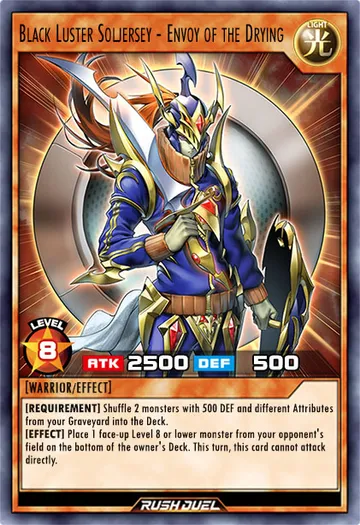 Black Luster Soljersey - Envoy of the Drying
LIGHT
光
LEVEL
8
ATK 2500 DEF 500
[WARRIOR/EFFECT]
[REQUIREMENT] Shuffle 2 monsters with 500 DEF and different Attributes
from your Graveyard into the Deck.
[EFFECT] Place 1 face-up Level 8 or lower monster from your opponent's
field on the bottom of the owner's Deck. This turn, this card cannot attack
directly.
RUSH DUEL